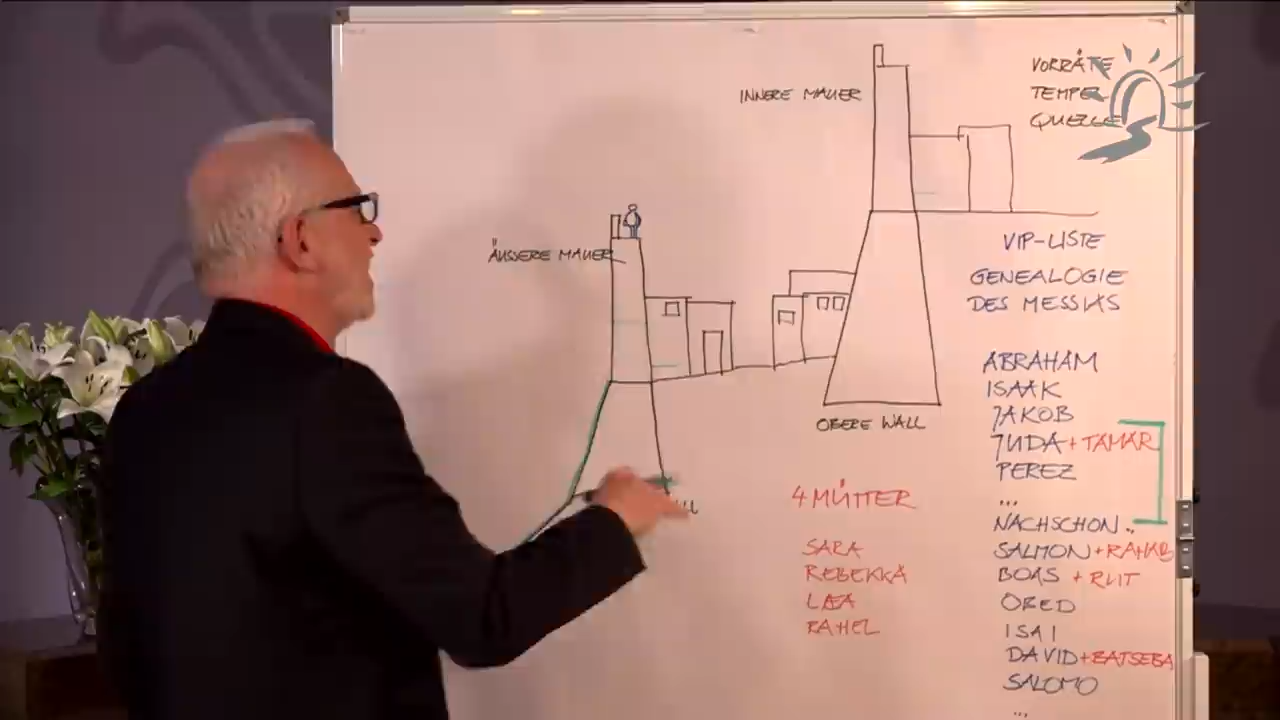 INNERE MAUER
VORRÄTE
TEMPEL
QUELLE
ÄUSSERE MAUER
OBERE WALL
VIP-LISTE
GENEALOGIE
DES MESSIAS
ABRAHAM
ISAAK
JAKOB
JUDA + TAMAR
PEREZ
...
NACHSCHON..
SALMON + RAHAB
BOAS + RUT
OBED
ISAI
DAVID + BATSEBA
SALOMO
...
4 MÜTTER
SARA
REBEKKA
LEA
RAHEL